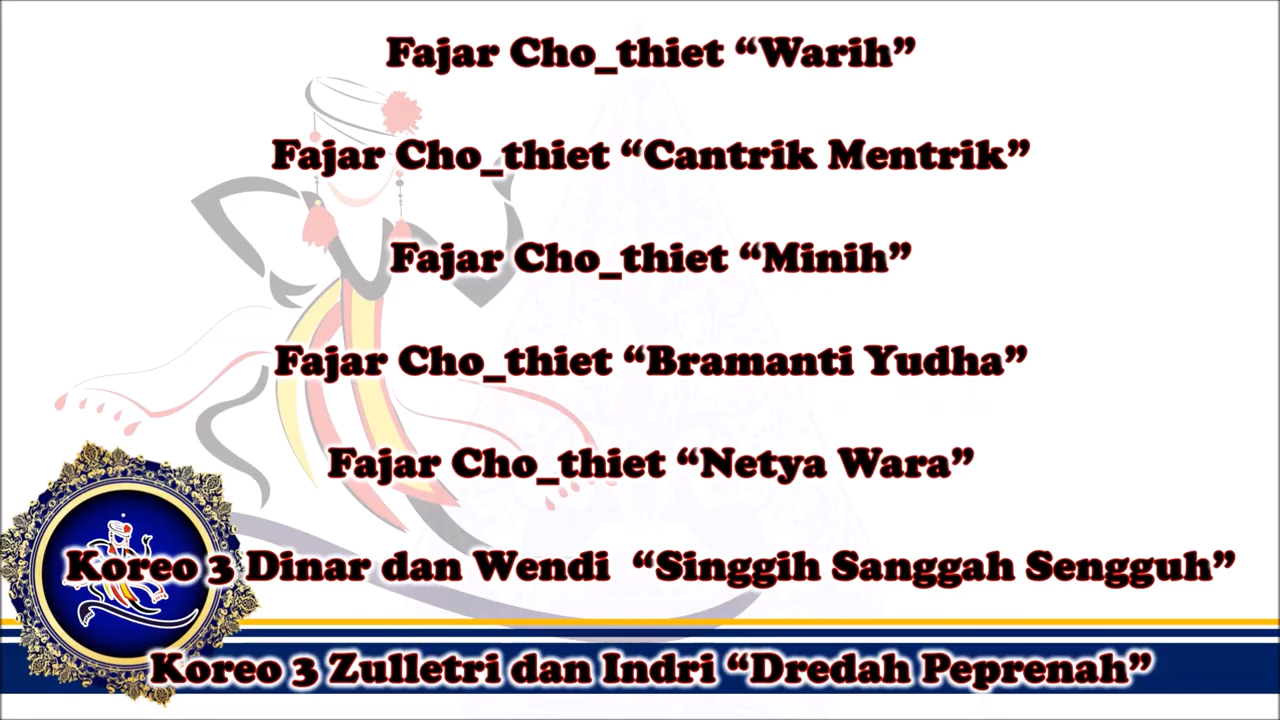 Fajar Cho_thiet “Warih”
Fajar Cho_thiet “Cantrik Mentrik”
Fajar Cho_thiet “Minih”
Fajar Cho_thiet “Bramanti Yudha”
Fajar Cho_thiet “Netya Wara”
Koreo 3 Dinar dan Wendi “Singgih Sanggah Sengguh”
Koreo 3 Zulletri dan Indri “Dredah Peprenah”